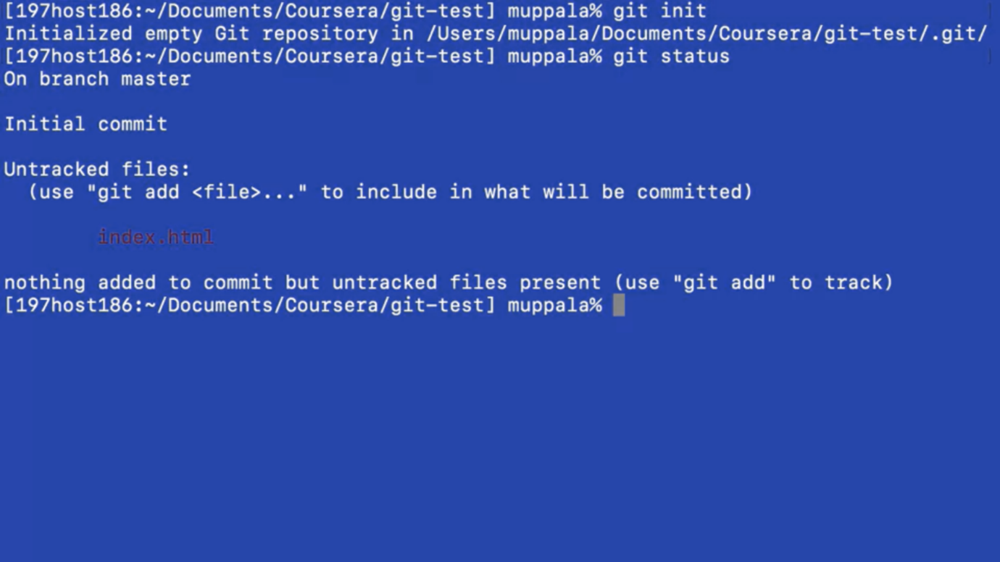 [197host186:~/Documents/Coursera/git-test] muppala% git init
Initialized empty Git repository in /Users/muppala/Documents/Coursera/git-test/.git/
[197host186:~/Documents/Coursera/git-test] muppala% git status
On branch master
Initial commit
Untracked files:
(use "git add <file>..." to include in what will be committed)
index.html
nothing added to commit but untracked files present (use "git add" to track)
[197host186:~/Documents/Coursera/git-test] muppala%